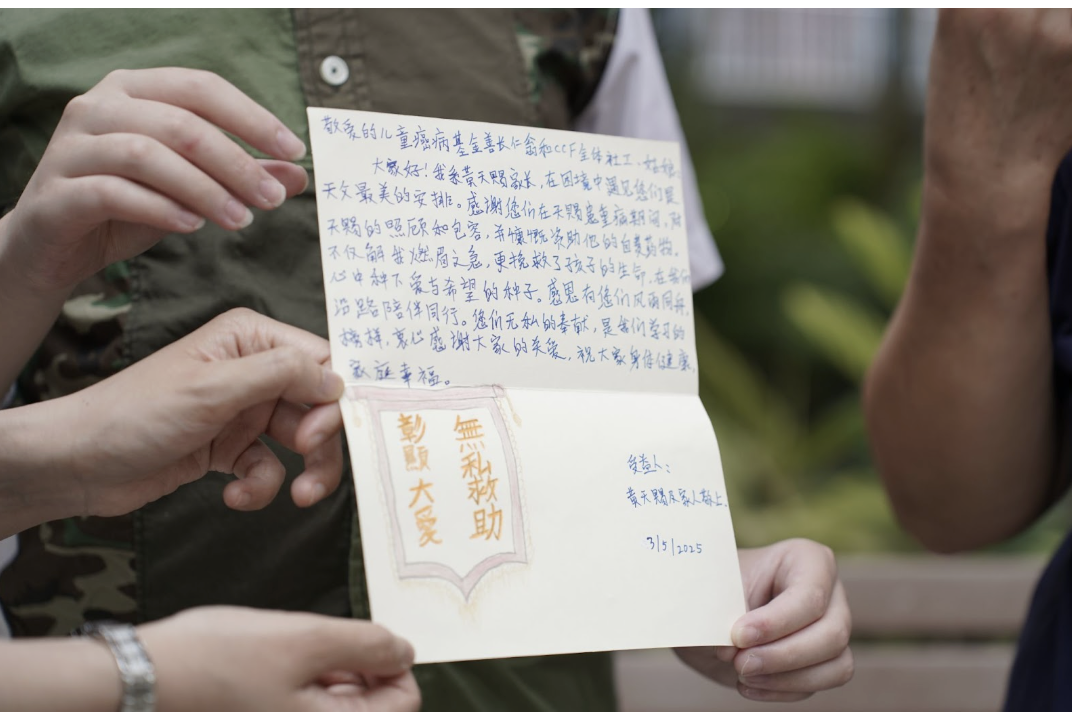 敬爱的儿童癌病基金善长仁翁和CCF全体社工、姑娘:
大家好！我系黄天赐家长，在困境中遇见您们是
天父最美的安排。感谢您们在天赐患重病期间，对
天赐的照顾和包容，并慷慨资助他的自费药物。
不仅解我燃眉之急，更挽救了孩子的生命，在我们
心中种下爱与希望的种子。感恩有您们风雨同舟，
沿路陪伴同行。您们无私的奉献，是我们学习的
榜样，衷心感谢大家的关爱，祝大家身体健康，
家庭幸福。
無私救助
彰顯大愛
受益人：
黄天赐及家人敬上
3/5/2025